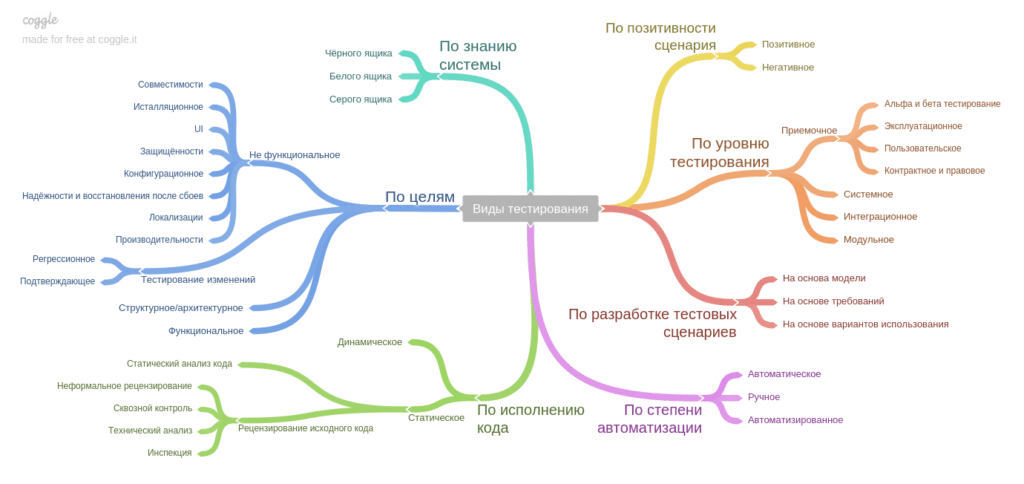 coggle
made for free at coggle.it
Виды тестирования
По знанию
системы
Чёрного ящика
Белого ящика
Серого ящика
По целям
Не функциональное
Совместимости
Исталляционное
UI
Защищённости
Конфигурационное
Надёжности и восстановления после сбоев
Локализации
Производительности
Тестирование изменений
Регрессионное
Подтверждающее
Структурное/архитектурное
Функциональное
По исполнению
кода
Динамическое
Статическое
Статический анализ кода
Рецензирование исходного кода
Неформальное рецензирование
Сквозной контроль
Технический анализ
Инспекция
По позитивности
сценария
Позитивное
Негативное
По уровню
тестирования
Приемочное
Альфа и бета тестирование
Эксплуатационное
Пользовательское
Контрактное и правовое
Системное
Интеграционное
Модульное
По разработке тестовых
сценариев
На основа модели
На основе требований
На основе вариантов использования
По степени
автоматизации
Автоматическое
Ручное
Автоматизированное